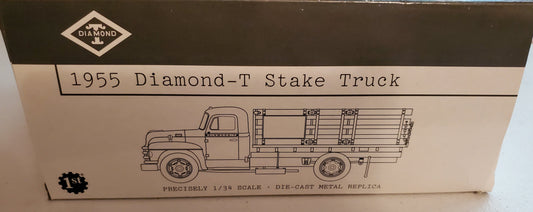 DIAMOND
T
1955 Diamond-T Stake Truck
1st
PRECISELY 1/34 SCALE · DIE-CAST METAL REPLICA